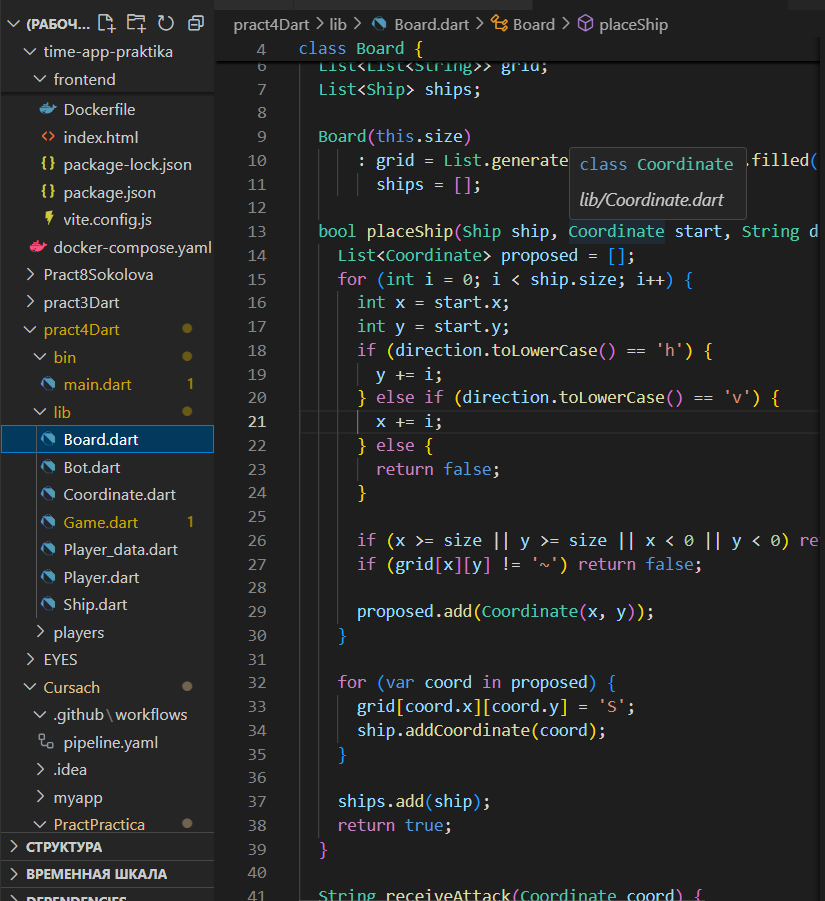 (РАБОЧ...
time-app-praktika
frontend
Dockerfile
index.html
package-lock.json
package.json
vite.config.js
docker-compose.yaml
Pract8Sokolova
pract3Dart
pract4Dart
bin
main.dart 1
lib
Board.dart
Bot.dart
Coordinate.dart
Game.dart 1
Player_data.dart
Player.dart
Ship.dart
players
EYES
Cursach
.github\workflows
pipeline.yaml
.idea
myapp
PractPractica
СТРУКТУРА
ВРЕМЕННАЯ ШКАЛА
DEPENDENCIES
pract4Dart > lib > Board.dart > Board > placeShip
4 class Board {
6 List<List<String>> grid;
7 List<Ship> ships;
8
9 Board(this.size)
10 : grid = List.generate .filled(
11 ships = [];
12
class Coordinate
lib/Coordinate.dart
13 bool placeShip(Ship ship, Coordinate start, String d
14 List<Coordinate> proposed = [];
15 for (int i = 0; i < ship.size; i++) {
16 int x = start.x;
17 int y = start.y;
18 if (direction.toLowerCase() == 'h') {
19 y += i;
20 } else if (direction.toLowerCase() == 'v') {
21 x += i;
22 } else {
23 return false;
24 }
25
26 if (x >= size || y >= size || x < 0 || y < 0) re
27 if (grid[x][y] != '~') return false;
28
29 proposed.add(Coordinate(x, y));
30 }
31
32 for (var coord in proposed) {
33 grid[coord.x][coord.y] = 'S';
34 ship.addCoordinate(coord);
35 }
36
37 ships.add(ship);
38 return true;
39 }
40
41 String receiveAttack(Coordinate coord) {